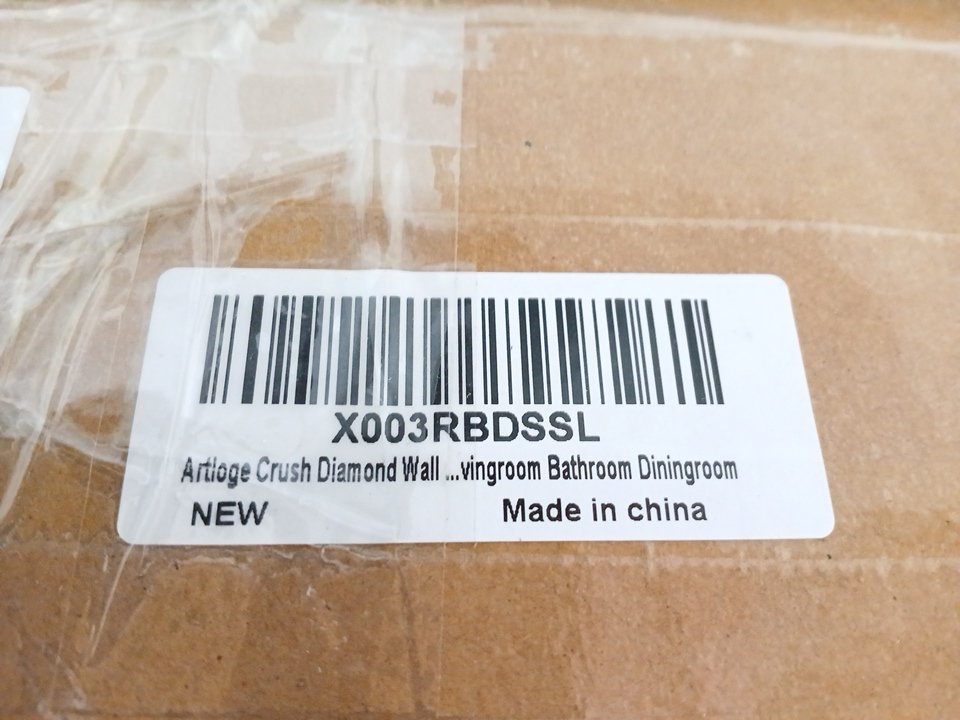 X003RBDSSL
Artloge Crush Diamond Wall ...vingroom Bathroom Diningroom
NEW
Made in china